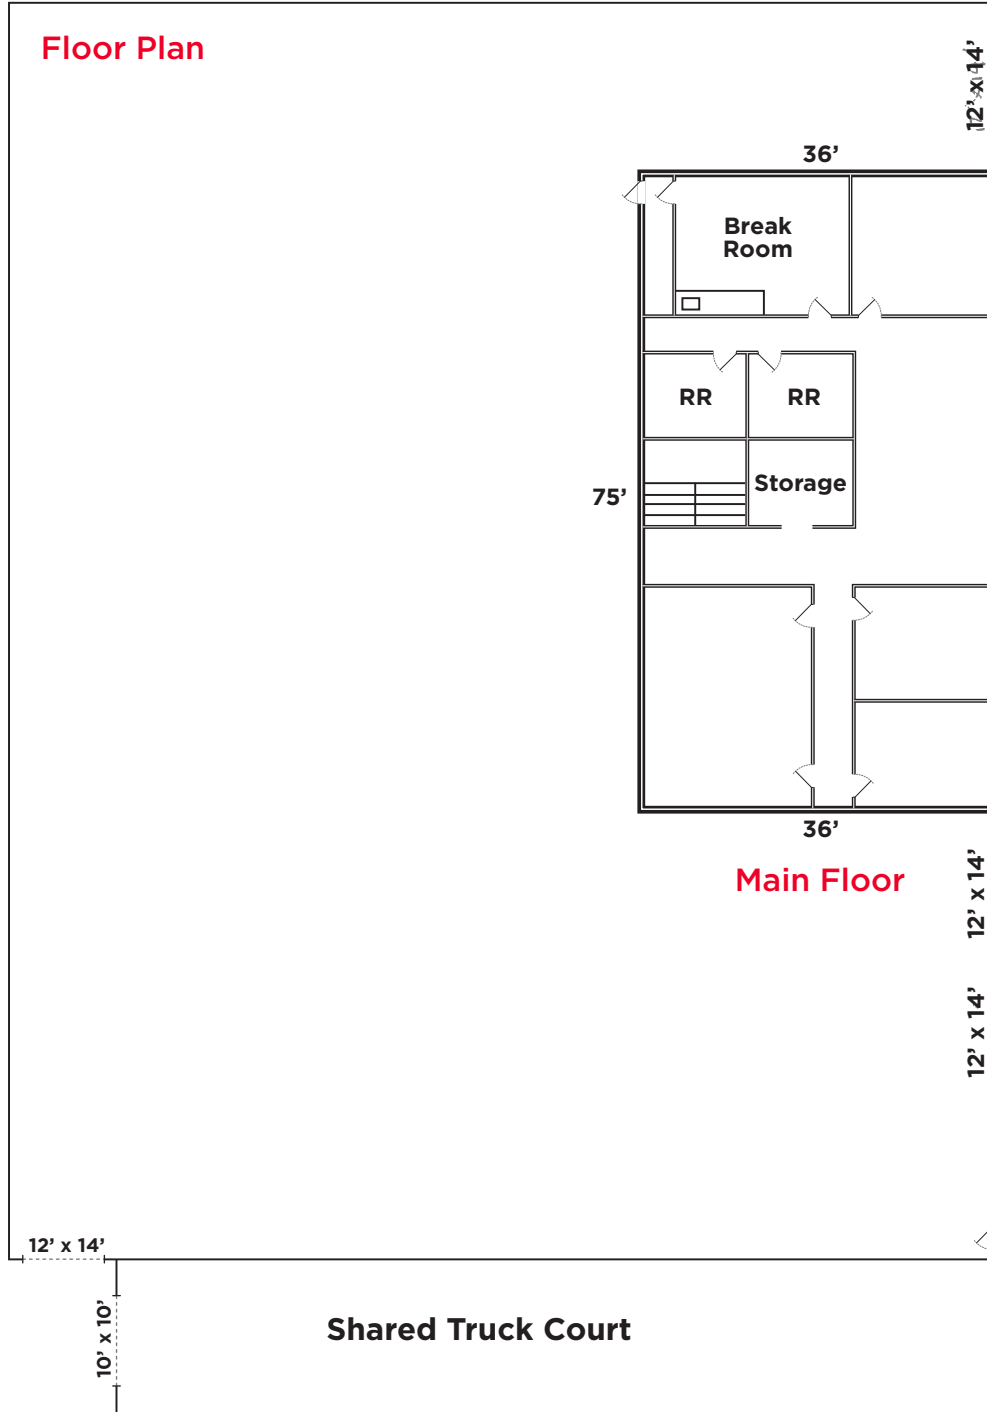 Floor Plan
12’ x 14’
36’
Break
Room
RR
RR
75’
Storage
36’
Main Floor
12’ x 14’
12’ x 14’
12’ x 14’
10’ x 10’
Shared Truck Court